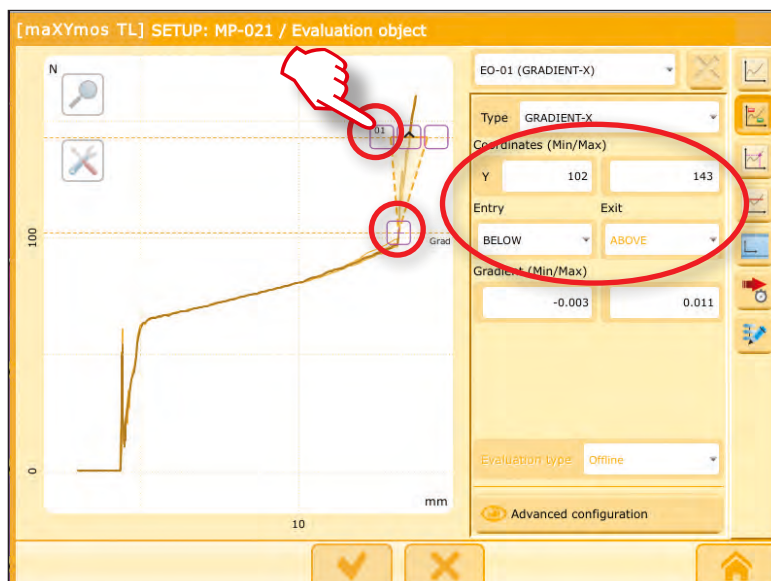 [maXYmos TL] SETUP: MP-021 / Evaluation object
N
01
100
Grad
0
mm
10
EO-01 (GRADIENT-X)
Type GRADIENT-X
Coordinates (Min/Max)
Y 102 143
Entry Exit
BELOW ABOVE
Gradient (Min/Max)
-0.003 0.011
Evaluation type Offline
Advanced configuration